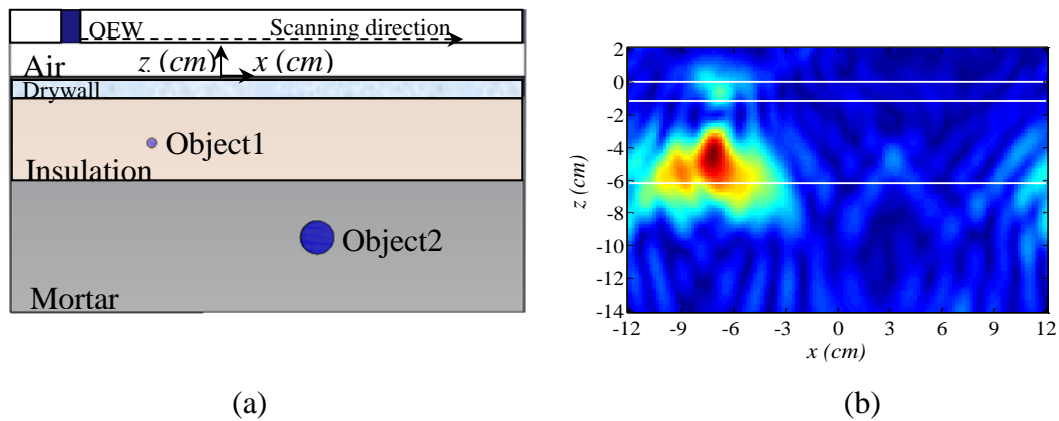 OEW
Scanning direction
z (cm)
x (cm)
Air
Drywall
Object1
Insulation
Object2
Mortar
(a)
2
0
-2
-4
-6
-8
-10
-12
-14
z (cm)
-12 -9 -6 -3 0 3 6 9 12
x (cm)
(b)